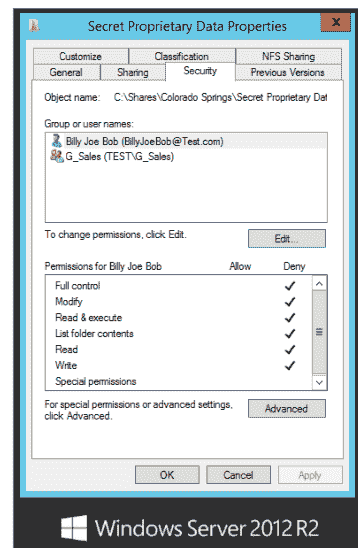 Secret Proprietary Data Properties
x
Customize Classification NFS Sharing
General Sharing Security Previous Versions
Object name: C:\Shares\Colorado Springs\Secret Proprietary Dat
Group or user names:
Billy Joe Bob (BillyJoeBob@Test.com)
G_Sales (TEST\G_Sales)
To change permissions, click Edit.
Edit...
Permissions for Billy Joe Bob Allow Deny
Full control
Modify
Read & execute
List folder contents
Read
Write
Special permissions
For special permissions or advanced settings,
click Advanced.
Advanced
OK Cancel Apply
Windows Server 2012 R2